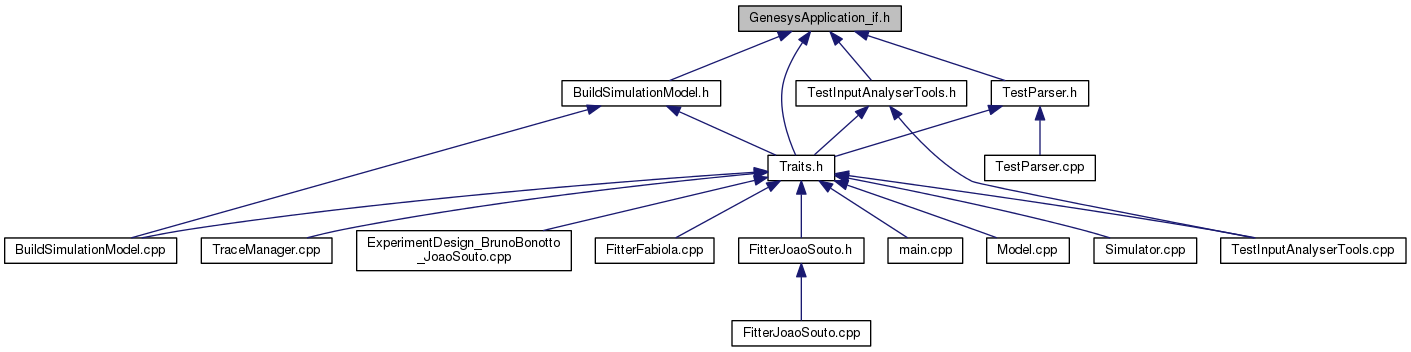 GenesysApplication_if.h
BuildSimulationModel.h
TestInputAnalyserTools.h
TestParser.h
Traits.h
TestParser.cpp
BuildSimulationModel.cpp
TraceManager.cpp
ExperimentDesign_BrunoBonotto
_JoaoSouto.cpp
FitterFabiola.cpp
FitterJoaoSouto.h
main.cpp
Model.cpp
Simulator.cpp
TestInputAnalyserTools.cpp
FitterJoaoSouto.cpp